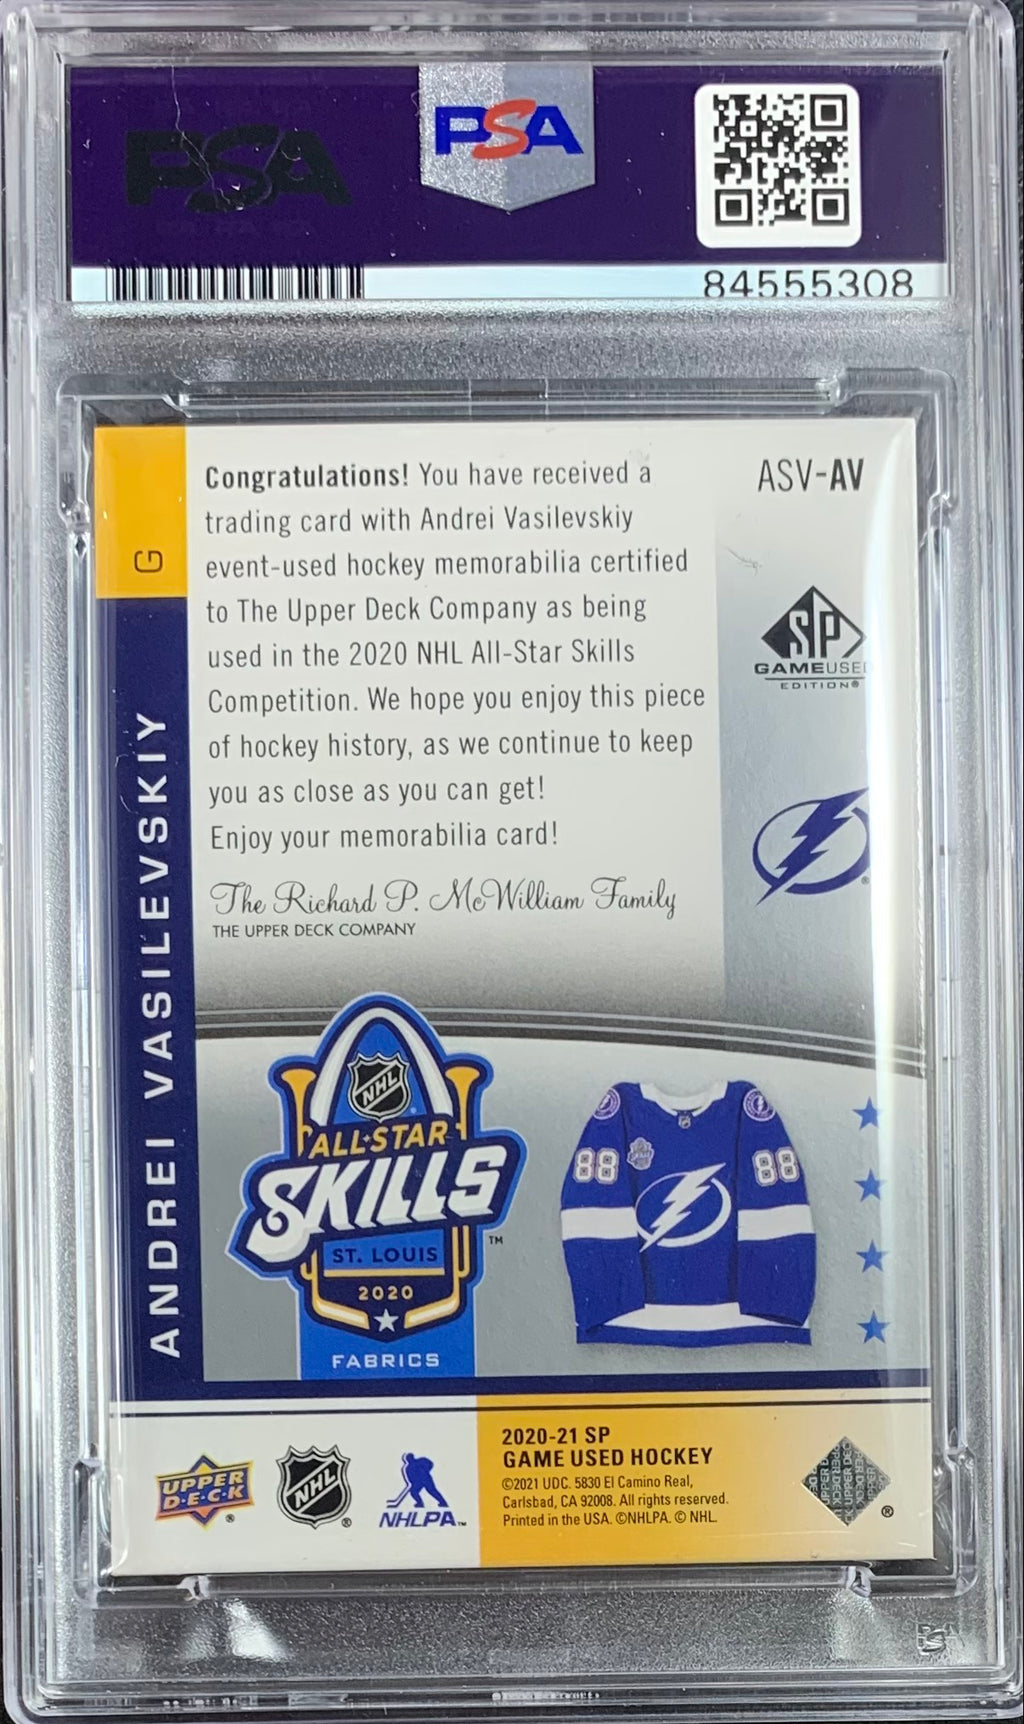 PSA
PSA
84555308
Congratulations! You have received a
trading card with Andrei Vasilevskiy
event-used hockey memorabilia certified
to The Upper Deck Company as being
used in the 2020 NHL All-Star Skills
Competition. We hope you enjoy this piece
of hockey history, as we continue to keep
you as close as you can get!
Enjoy your memorabilia card!
The Richard P. McWilliam Family
THE UPPER DECK COMPANY
ASV-AV
SP
GAMEUSED
EDITION®
G
ANDREI VASILEVSKIY
NHL
ALL-STAR
SKILLS
TM
ST. LOUIS
2020
FABRICS
88
88
UPPER
D·E·C·K
NHL
NHLPA
2020-21 SP
GAME USED HOCKEY
©2021 UDC. 5830 El Camino Real,
Carlsbad, CA 92008. All rights reserved.
Printed in the USA. ©NHLPA. © NHL.